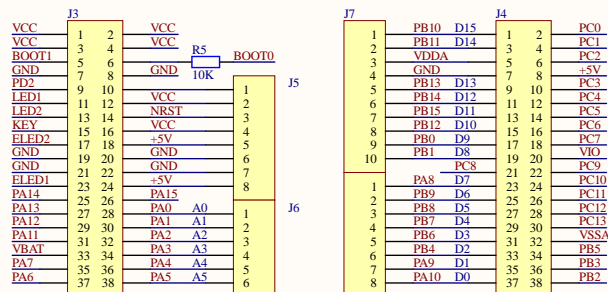 J3 J7 J4
VCC 1 2 VCC 1 PB10 D15 1 2 PC0
VCC 3 4 VCC R5 2 PB11 D14 3 4 PC1
BOOT1 5 6 BOOT0 3 VDDA 5 6 PC2
GND 7 8 GND 10K J5 4 GND 7 8 +5V
PD2 9 10 1 5 PB13 D13 9 10 PC3
LED1 11 12 VCC 2 6 PB14 D12 11 12 PC4
LED2 13 14 NRST 3 7 PB15 D11 13 14 PC5
KEY 15 16 VCC 4 8 PB12 D10 15 16 PC6
ELED2 17 18 +5V 5 9 PB0 D9 17 18 PC7
GND 19 20 GND 6 10 PB1 D8 19 20 VIO
GND 21 22 GND 7 PC8 21 22 PC9
ELED1 23 24 +5V 8 1 PA8 D7 23 24 PC10
PA14 25 26 PA15 J6 2 PB9 D6 25 26 PC11
PA13 27 28 PA0 A0 1 3 PB8 D5 27 28 PC12
PA12 29 30 PA1 A1 2 4 PB7 D4 29 30 PC13
PA11 31 32 PA2 A2 3 5 PB6 D3 31 32 VSSA
VBAT 33 34 PA3 A3 4 6 PB4 D2 33 34 PB5
PA7 35 36 PA4 A4 5 7 PA9 D1 35 36 PB3
PA6 37 38 PA5 A5 6 8 PA10 D0 37 38 PB2